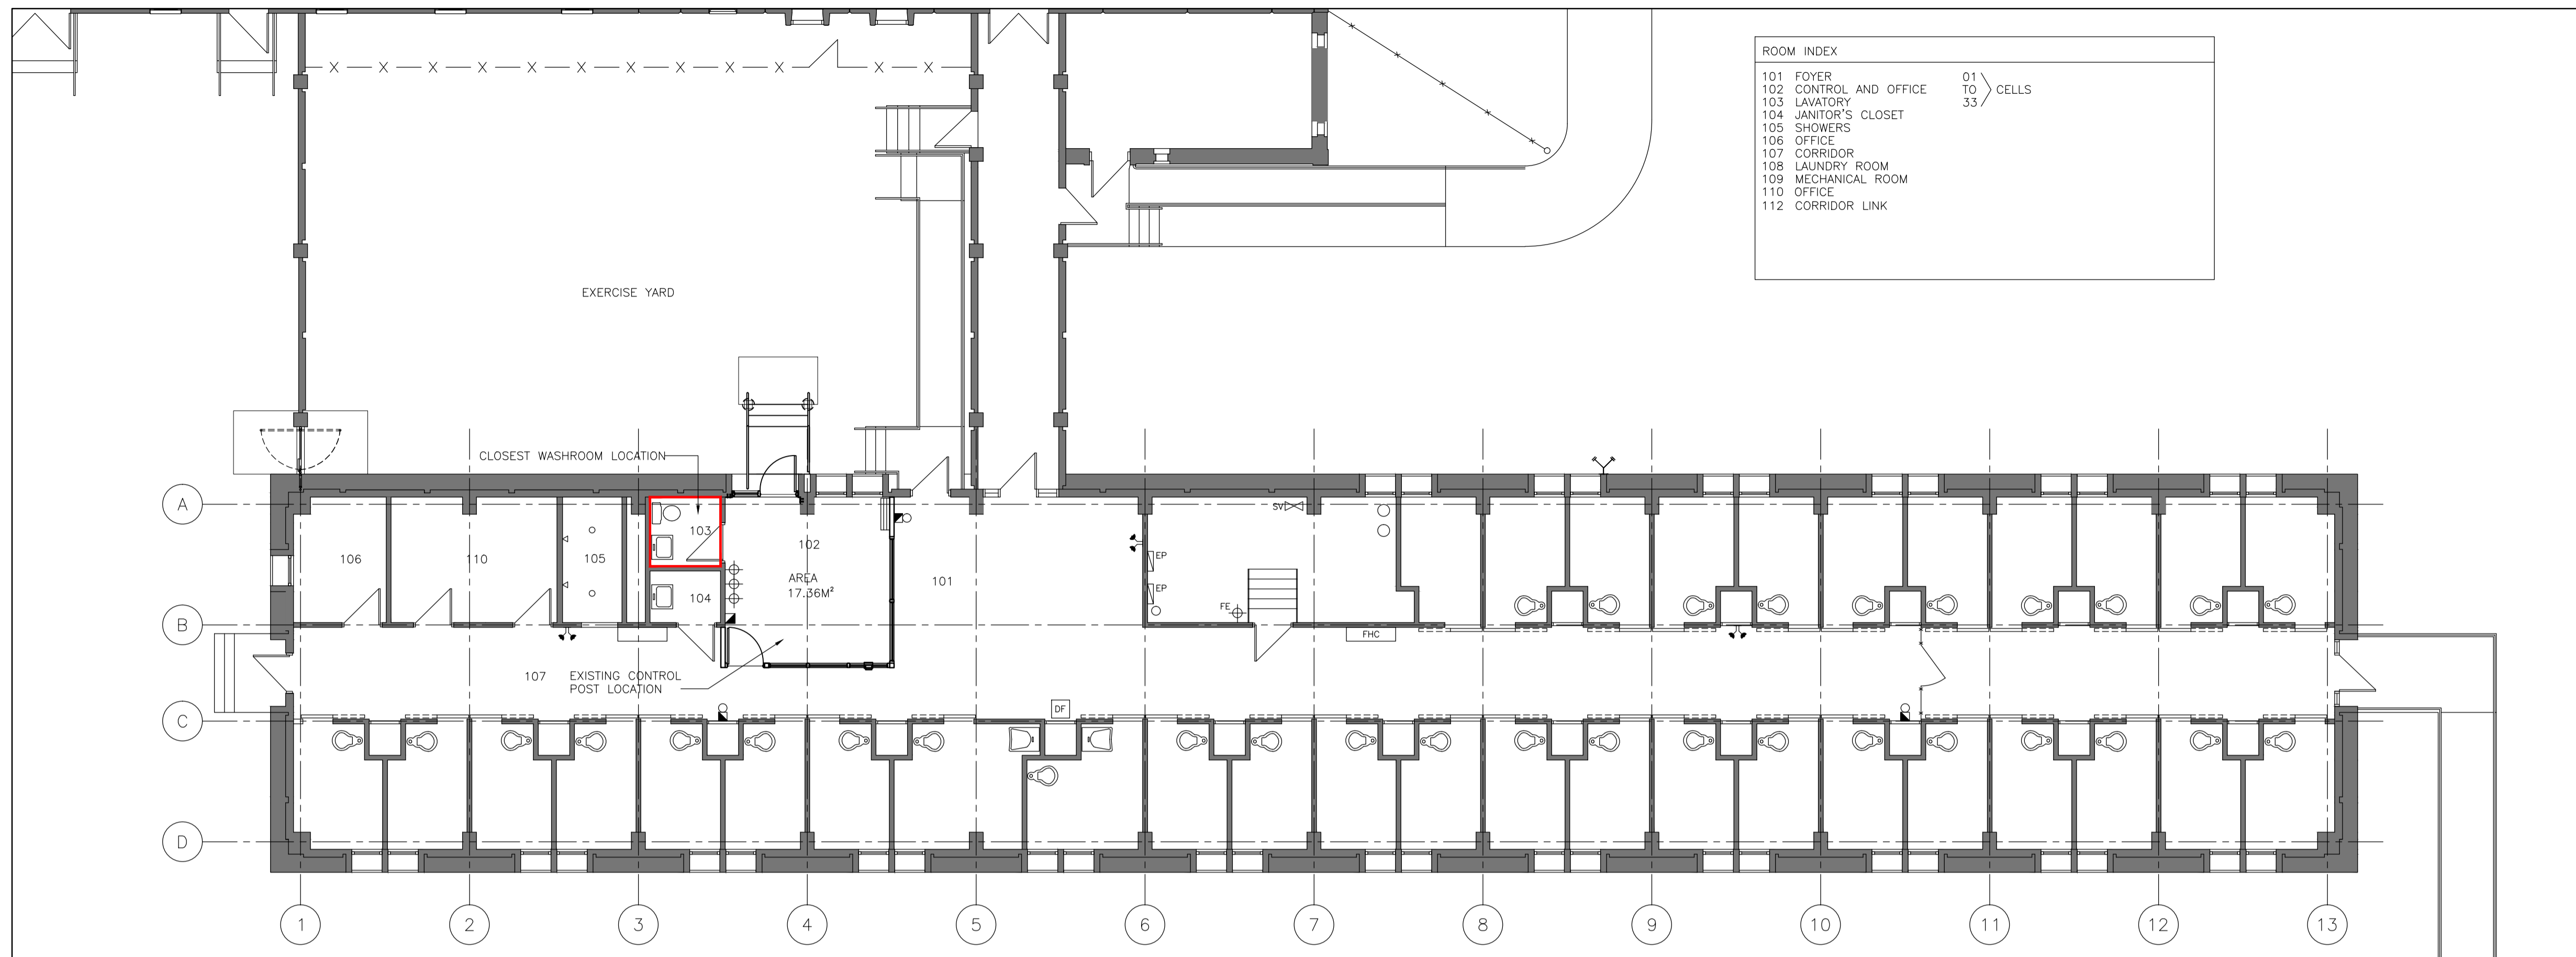 ROOM INDEX
101 FOYER
102 CONTROL AND OFFICE
103 LAVATORY
104 JANITOR'S CLOSET
105 SHOWERS
106 OFFICE
107 CORRIDOR
108 LAUNDRY ROOM
109 MECHANICAL ROOM
110 OFFICE
112 CORRIDOR LINK
01
TO CELLS
33
X X X X X X X X X X X X
EXERCISE YARD
CLOSEST WASHROOM LOCATION
A
SV
103
102
106
110
105
101
EP
AREA
17.36M²
EP
104
FE
B
FHC
107
EXISTING CONTROL
POST LOCATION
DF
C
D
1 2 3 4 5 6 7 8 9 10 11 12 13